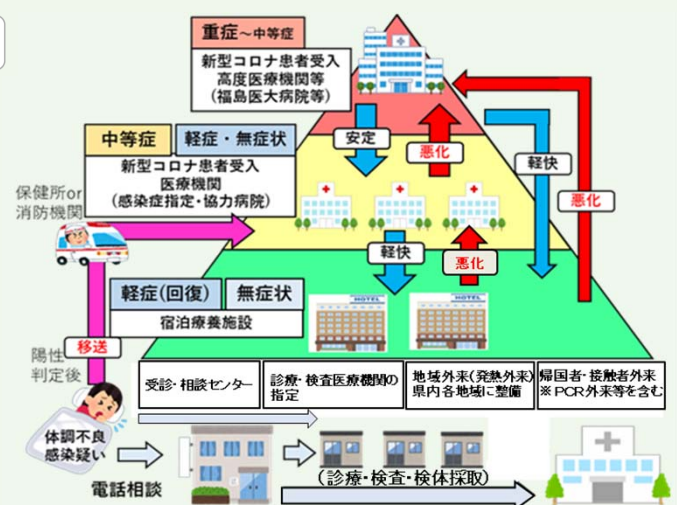 重症～中等症
新型コロナ患者受入
高度医療機関等
(福島医大病院等)
安定
悪化
軽快
悪化
中等症
軽症・無症状
新型コロナ患者受入
医療機関
(感染症指定・協力病院)
保健所or
消防機関
軽快
悪化
軽症(回復)
無症状
宿泊療養施設
HOTEL
HOTEL
陽性
判定後
移送
受診・相談センター
診療・検査医療機関の
指定
地域外来(発熱外来)
県内各地域に整備
帰国者・接触者外来
※ PCR外来等を含む
体調不良
感染疑い
電話相談
(診療・検査・検体採取)